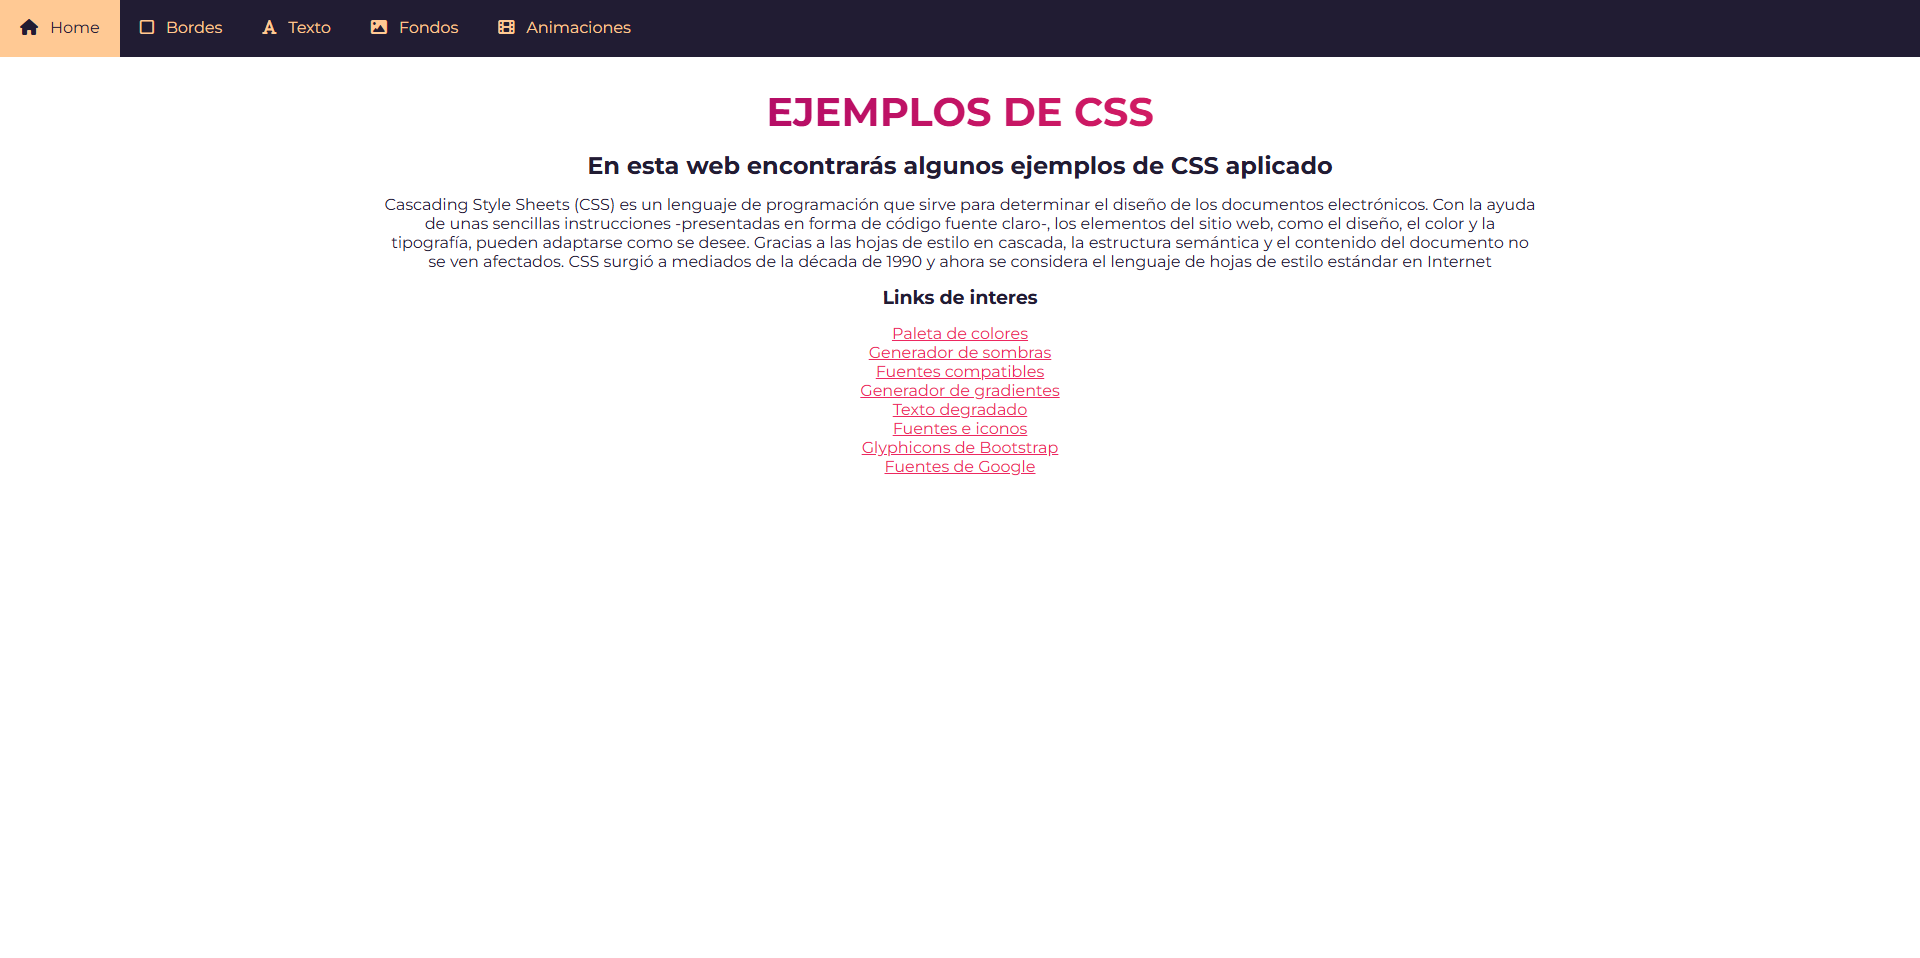 Home
Bordes
Texto
Fondos
Animaciones
EJEMPLOS DE CSS
En esta web encontrarás algunos ejemplos de CSS aplicado
Cascading Style Sheets (CSS) es un lenguaje de programación que sirve para determinar el diseño de los documentos electrónicos. Con la ayuda
de unas sencillas instrucciones -presentadas en forma de código fuente claro-, los elementos del sitio web, como el diseño, el color y la
tipografía, pueden adaptarse como se desee. Gracias a las hojas de estilo en cascada, la estructura semántica y el contenido del documento no
se ven afectados. CSS surgió a mediados de la década de 1990 y ahora se considera el lenguaje de hojas de estilo estándar en Internet
Links de interes
Paleta de colores
Generador de sombras
Fuentes compatibles
Generador de gradientes
Texto degradado
Fuentes e iconos
Glyphicons de Bootstrap
Fuentes de Google